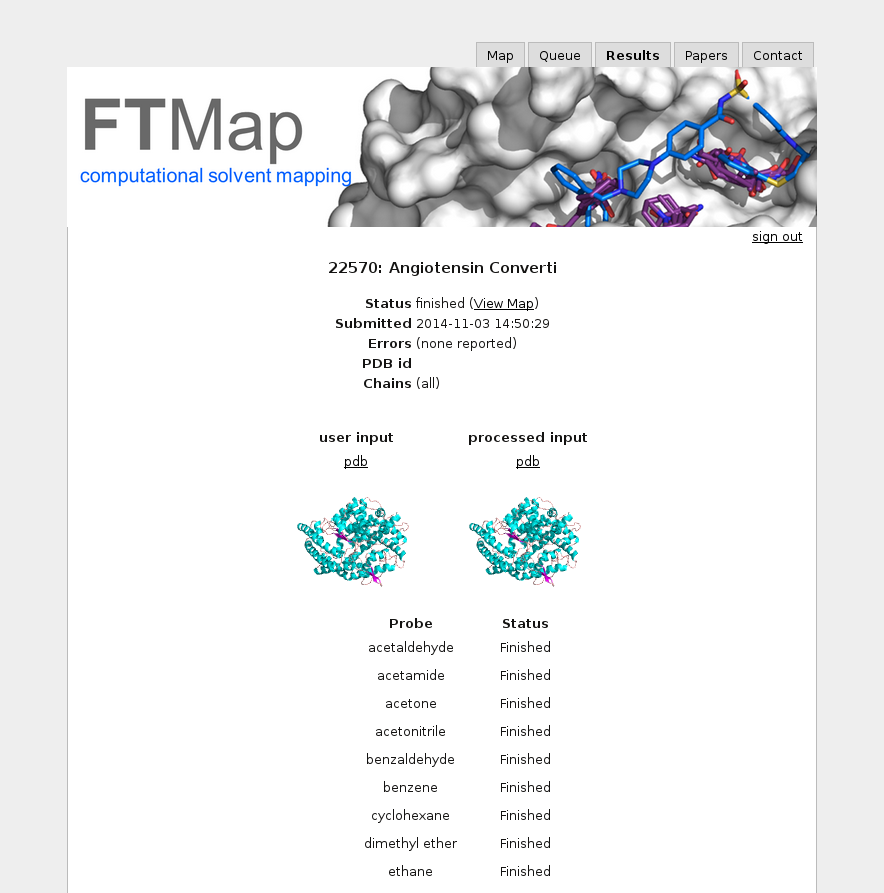 Map Queue Results Papers Contact
FTMap
computational solvent mapping
sign out
22570: Angiotensin Converti
Status finished (View Map)
Submitted 2014-11-03 14:50:29
Errors (none reported)
PDB id
Chains (all)
user input processed input
pdb pdb
Probe Status
acetaldehyde Finished
acetamide Finished
acetone Finished
acetonitrile Finished
benzaldehyde Finished
benzene Finished
cyclohexane Finished
dimethyl ether Finished
ethane Finished